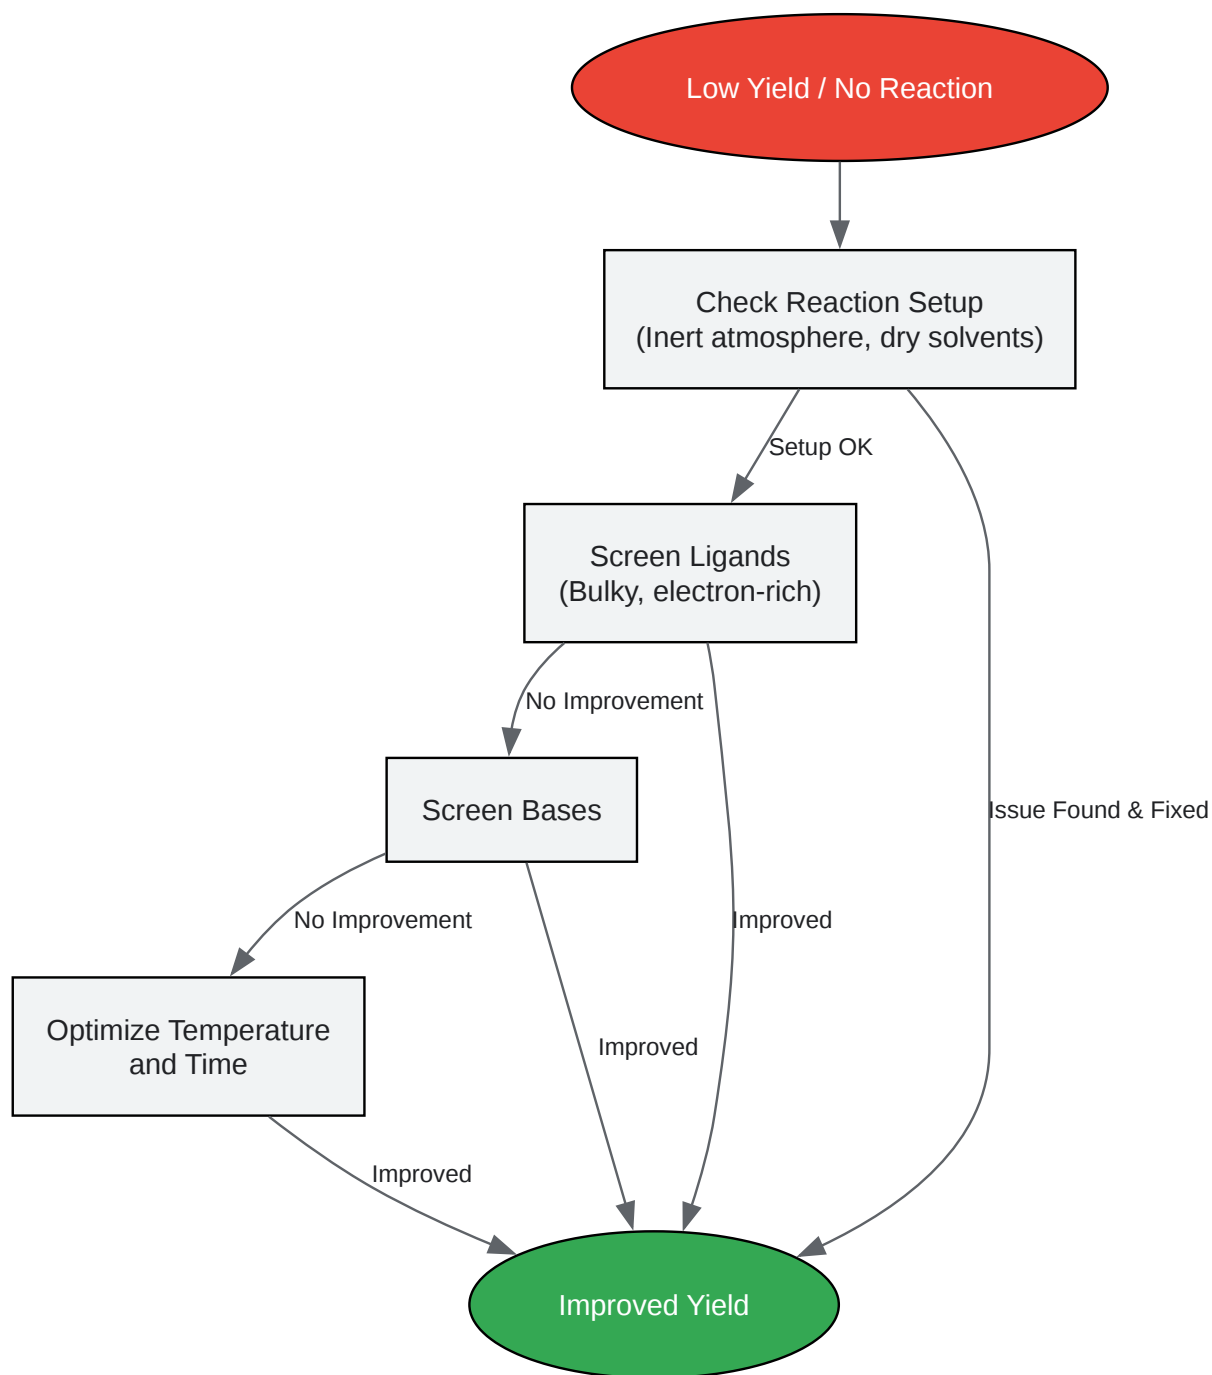 Low Yield / No Reaction
Check Reaction Setup
(Inert atmosphere, dry solvents)
Setup OK
Screen Ligands
(Bulky, electron-rich)
No Improvement
Screen Bases
Issue Found & Fixed
No Improvement
Improved
Optimize Temperature
and Time
Improved
Improved
Improved Yield